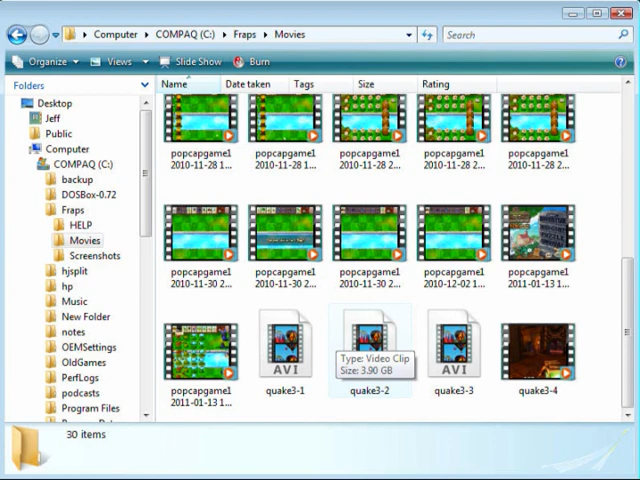 Computer ▸ COMPAQ (C:) ▸ Fraps ▸ Movies
Search
Organize Views Slide Show Burn
Folders
Name Date taken Tags Size Rating
Desktop
Jeff
Public
Computer
COMPAQ (C:)
backup
DOSBox-0.72
Fraps
HELP
Movies
Screenshots
hjsplit
hp
Music
New Folder
notes
OEMSettings
OldGames
PerfLogs
podcasts
Program Files
popcapgame1 popcapgame1 popcapgame1 popcapgame1 popcapgame1
2010-11-28 1... 2010-11-28 1... 2010-11-28 2... 2010-11-28 2... 2010-11-28 2...
popcapgame1 popcapgame1 popcapgame1 popcapgame1 popcapgame1
2010-11-30 2... 2010-11-30 2... 2010-11-30 2... 2010-12-02 2... 2011-01-13 1...
AVI AVI
Type: Video Clip
Size: 3.90 GB
popcapgame1 quake3-1 quake3-2 quake3-3 quake3-4
2011-01-13 1...
30 items